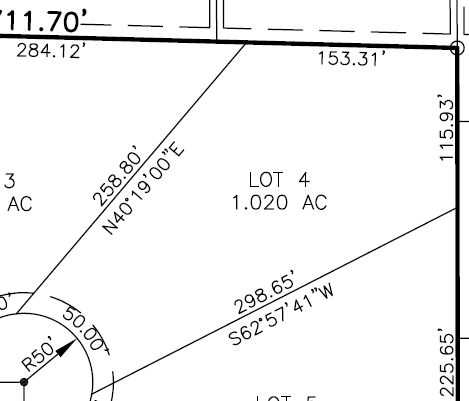 711.70'
284.12'
153.31'
115.93'
258.80'
N40°19'00"E
LOT 4
1.020 AC
3
AC
298.65'
S62°57'41"W
50.00'
R50'
225.65'